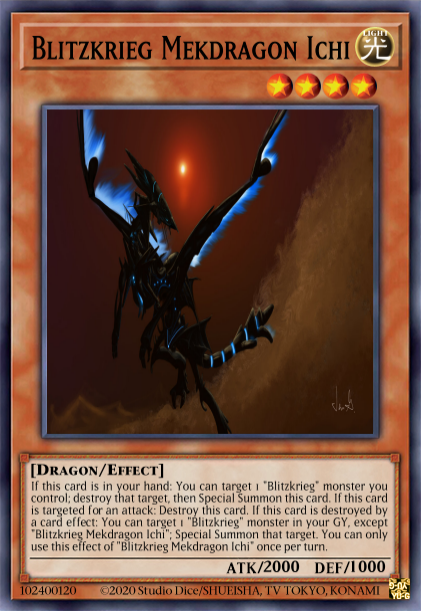 Blitzkrieg Mekdragon Ichi
LIGHT
光
[Dragon/Effect]
If this card is in your hand: You can target 1 "Blitzkrieg" monster you
control; destroy that target, then Special Summon this card. If this card
is targeted for an attack: Destroy this card. If this card is destroyed by
a card effect: You can target 1 "Blitzkrieg" monster in your GY, except
"Blitzkrieg Mekdragon Ichi"; Special Summon that target. You can only
use this effect of "Blitzkrieg Mekdragon Ichi" once per turn.
ATK/2000 DEF/1000
102400120 ©2020 Studio Dice/SHUEISHA, TV TOKYO, KONAMI